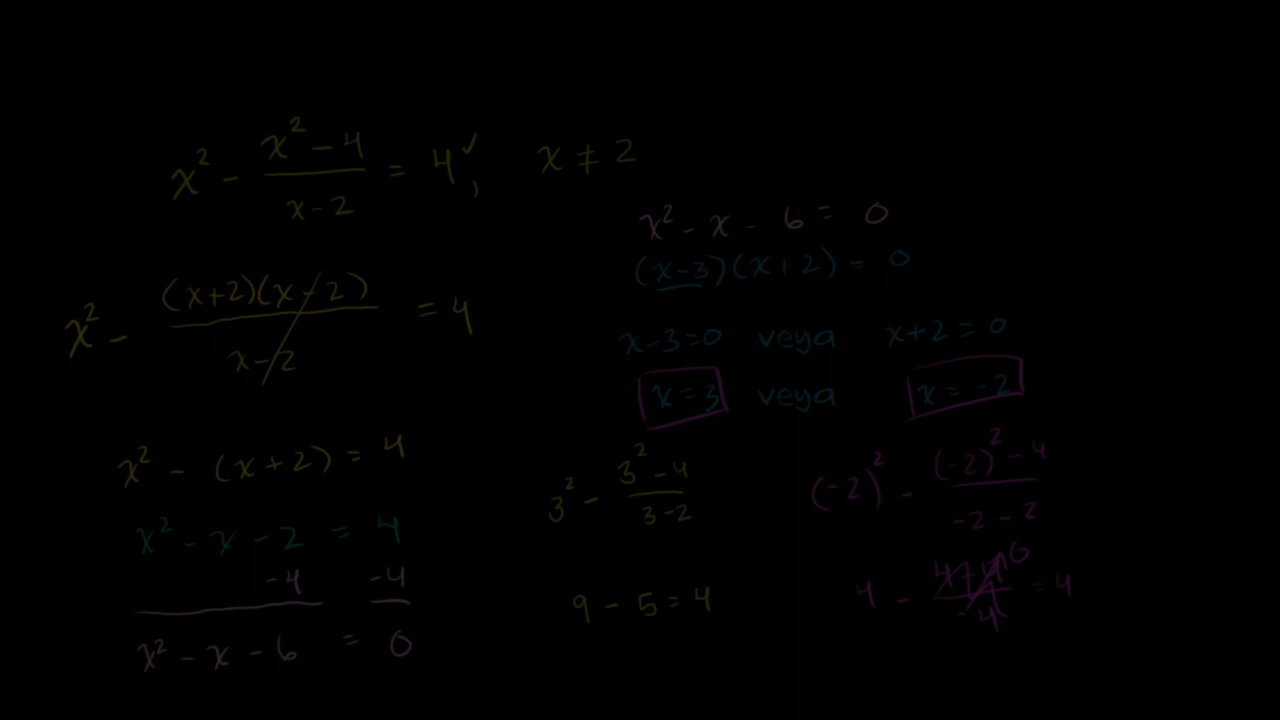 x² - (x² - 4)/(x - 2) = 4 ✓, x ≠ 2
x² - ((x+2)(x-2))/(x-2) = 4
x² - (x+2) = 4
x² - x - 2 = 4
-4 -4
x² - x - 6 = 0
x² - x - 6 = 0
(x-3)(x+2) = 0
x-3=0 veya x+2=0
x=3 veya x=-2
3² - (3² - 4)/(3-2)
9 - 5 = 4
(-2)² - ((-2)² - 4)/(-2-2)
= 4